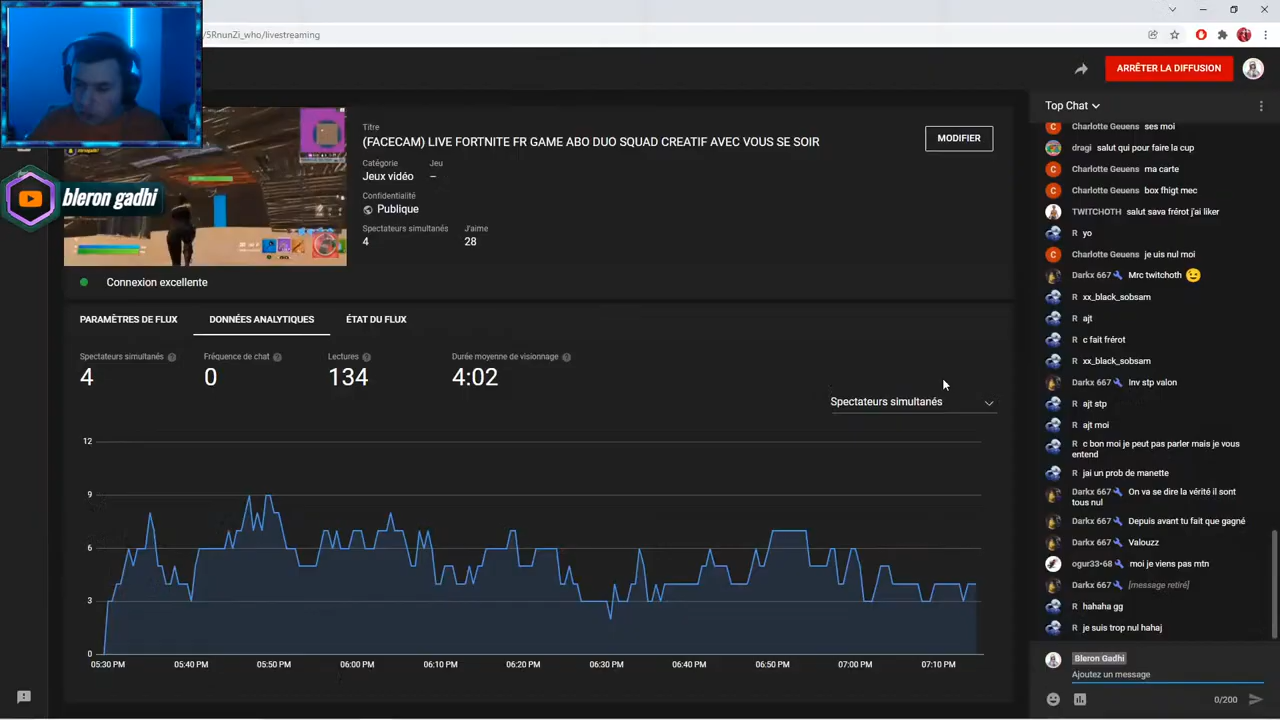 5RnunZi_who/livestreaming
ARRÊTER LA DIFFUSION
bleron gadhi
Titre
(FACECAM) LIVE FORTNITE FR GAME ABO DUO SQUAD CREATIF AVEC VOUS SE SOIR
MODIFIER
Catégorie Jeu
Jeux vidéo –
Confidentialité
Publique
Spectateurs simultanés J'aime
4 28
Connexion excellente
PARAMÈTRES DE FLUX DONNÉES ANALYTIQUES ÉTAT DU FLUX
Spectateurs simultanés Fréquence de chat Lectures Durée moyenne de visionnage
4 0 134 4:02
Spectateurs simultanés
12
9
6
3
0
05:30 PM 05:40 PM 05:50 PM 06:00 PM 06:10 PM 06:20 PM 06:30 PM 06:40 PM 06:50 PM 07:00 PM 07:10 PM
Top Chat
Charlotte Geuens ses moi
dragi salut qui pour faire la cup
Charlotte Geuens ma carte
Charlotte Geuens box fhigt mec
TWITCHOTH salut sava frérot j'ai liker
R yo
Charlotte Geuens je uis nul moi
Darkx 667 Mrc twitchoth 😉
R xx_black_sobsam
R ajt
R c fait frérot
R xx_black_sobsam
Darkx 667 Inv stp valon
R ajt stp
R ajt moi
R c bon moi je peut pas parler mais je vous
entend
R jai un prob de manette
Darkx 667 On va se dire la vérité il sont
tous nul
Darkx 667 Depuis avant tu fait que gagné
Darkx 667 Valouzz
ogur33•68 moi je viens pas mtn
Darkx 667 [message retiré]
R hahaha gg
R je suis trop nul hahaj
Bleron Gadhi
Ajoutez un message
0/200